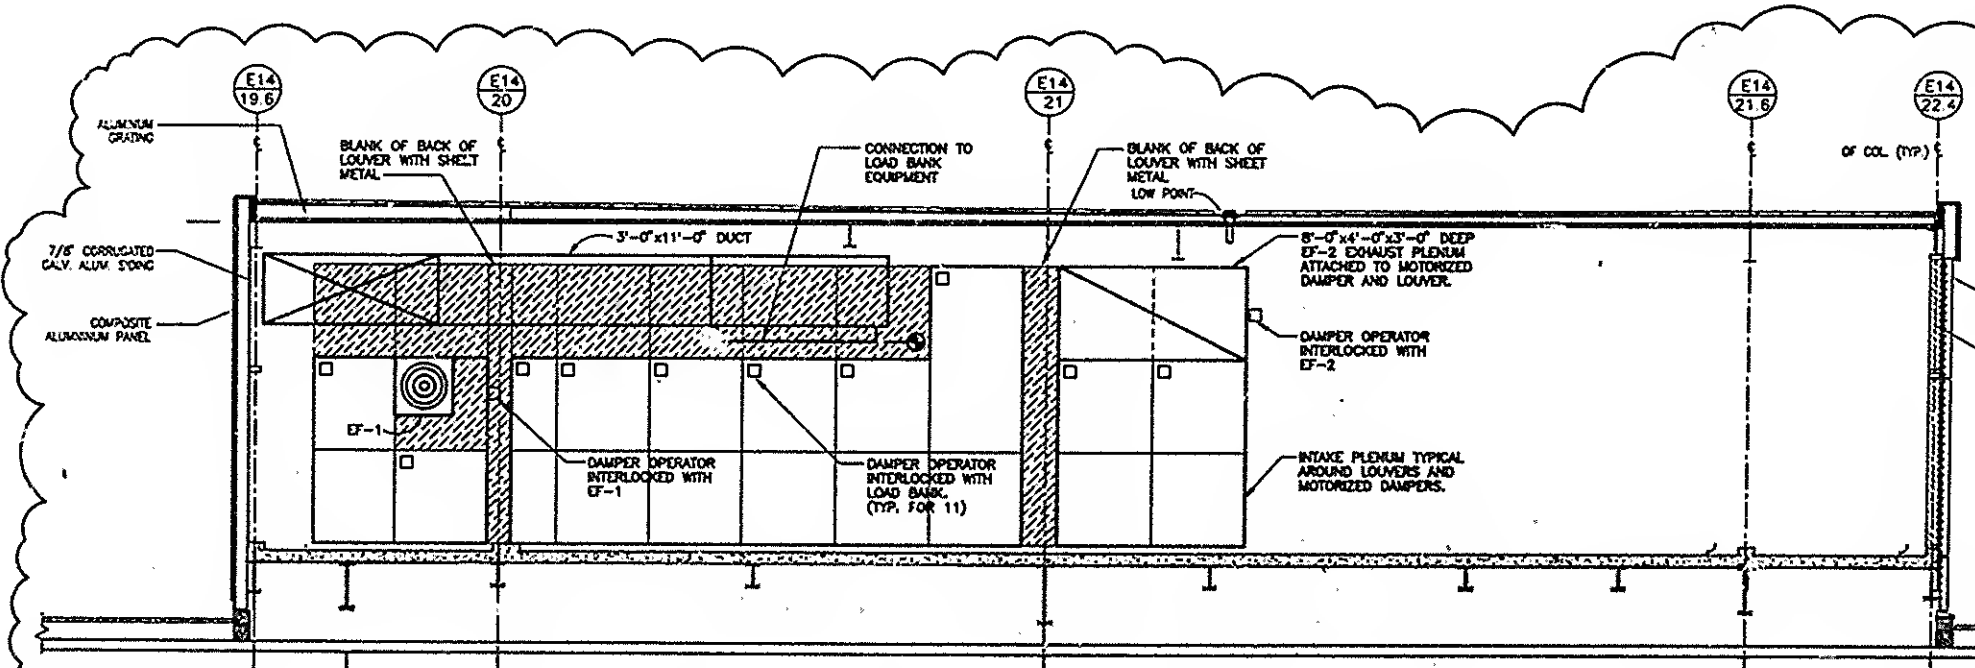 E14
19.6
E14
20
E14
21
E14
21.6
E14
22.4
ALUMINUM
GRATING
BLANK OF BACK OF
LOUVER WITH SHEET
METAL
CONNECTION TO
LOAD BANK
EQUIPMENT
BLANK OF BACK OF
LOUVER WITH SHEET
METAL
LOW POINT
OF COL. (TYP.)
3'-0"x11'-0" DUCT
7/8" CORRUGATED
GALV. ALUM. SIDING
8'-0"x4'-0"x3'-0" DEEP
EF-2 EXHAUST PLENUM
ATTACHED TO MOTORIZED
DAMPER AND LOUVER.
COMPOSITE
ALUMINUM PANEL
DAMPER OPERATOR
INTERLOCKED WITH
EF-2
EF-1
DAMPER OPERATOR
INTERLOCKED WITH
EF-1
DAMPER OPERATOR
INTERLOCKED WITH
LOAD BANK.
(TYP. FOR 11)
INTAKE PLENUM TYPICAL
AROUND LOUVERS AND
MOTORIZED DAMPERS.